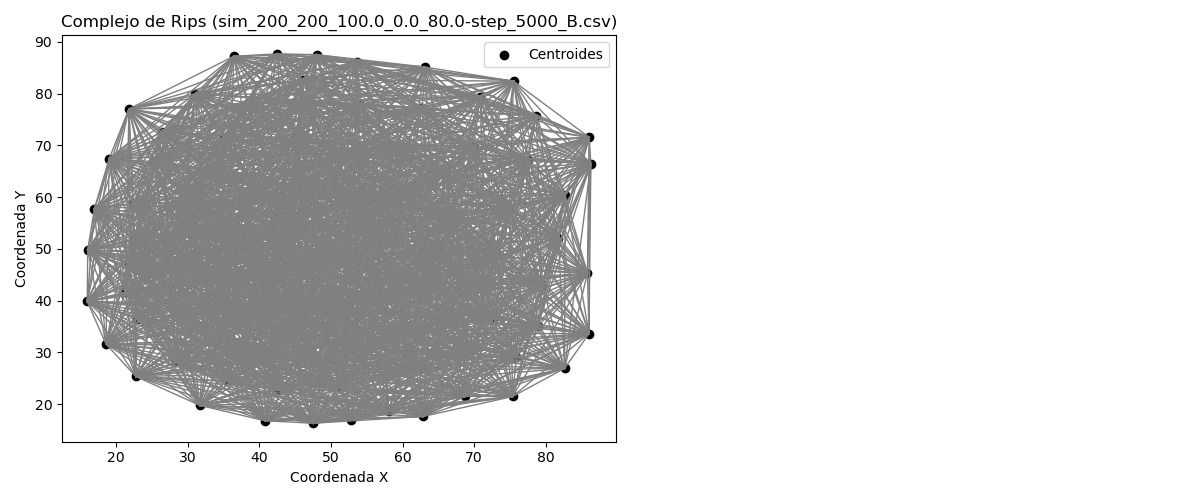 Complejo de Rips (sim_200_200_100.0_0.0_80.0-step_5000_B.csv)
Centroides
90
80
70
60
50
40
30
20
Coordenada Y
20 30 40 50 60 70 80
Coordenada X